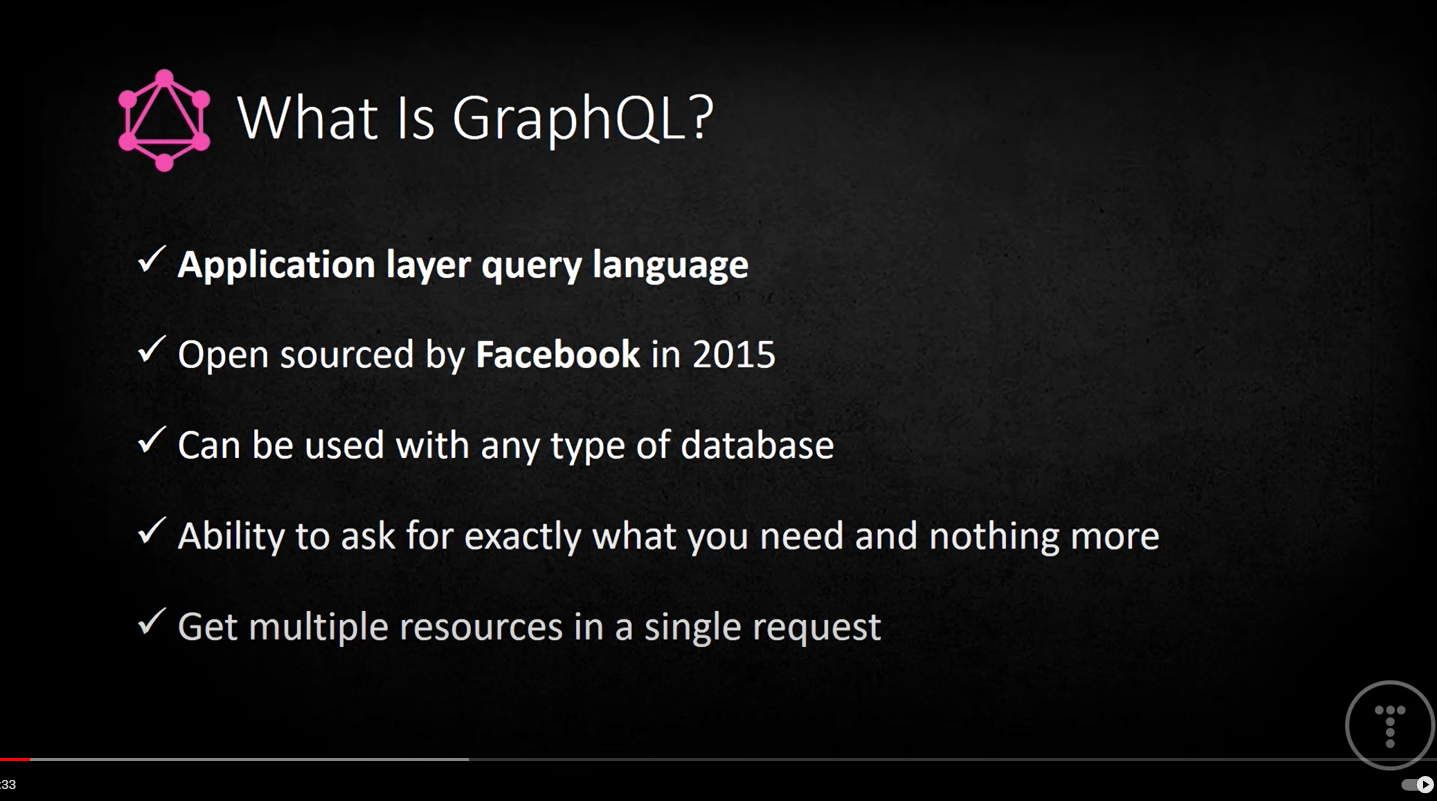 What Is GraphQL?
✓ Application layer query language
✓ Open sourced by Facebook in 2015
✓ Can be used with any type of database
✓ Ability to ask for exactly what you need and nothing more
✓ Get multiple resources in a single request
:33